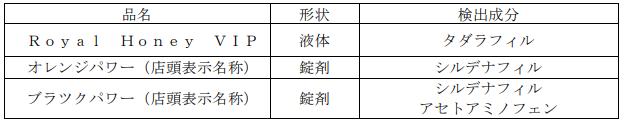 品名 形状 検出成分
Ｒｏｙａｌ　Ｈｏｎｅｙ　ＶＩＰ 液体 タダラフィル
オレンジパワー（店頭表示名称） 錠剤 シルデナフィル
ブラツクパワー（店頭表示名称） 錠剤 シルデナフィル
アセトアミノフェン